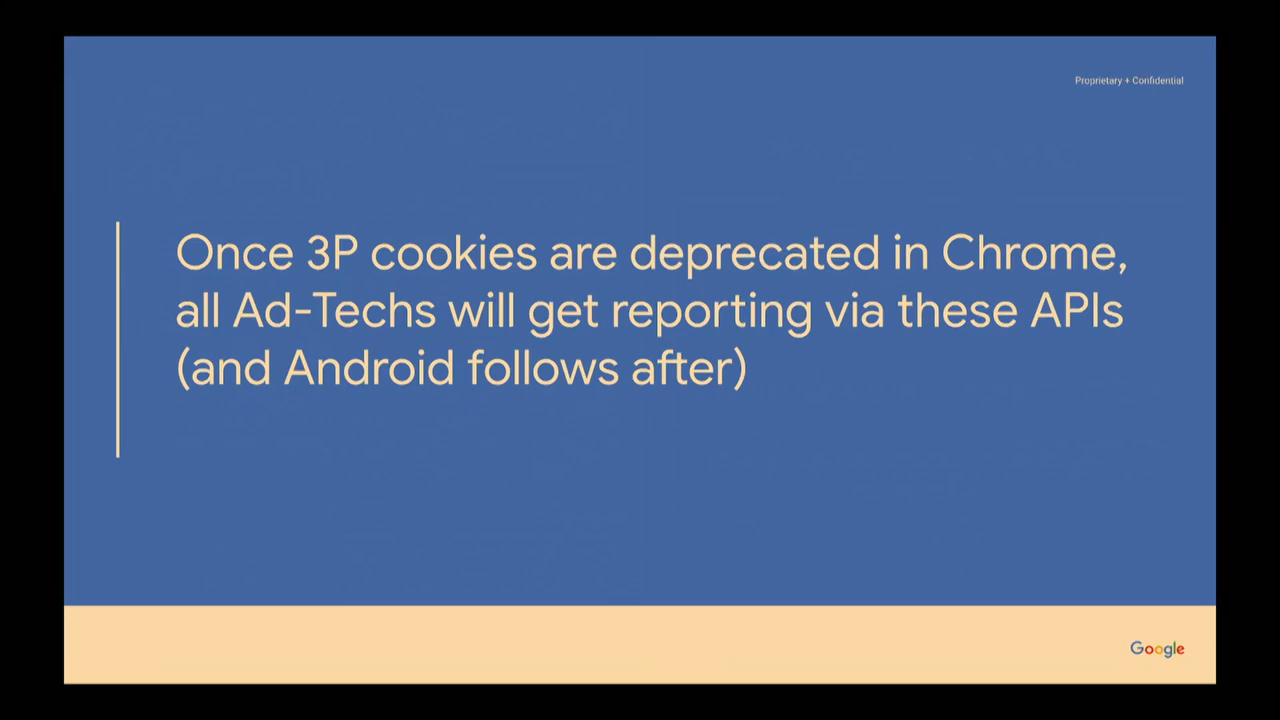 Proprietary + Confidential
Once 3P cookies are deprecated in Chrome,
all Ad-Techs will get reporting via these APIs
(and Android follows after)
Google